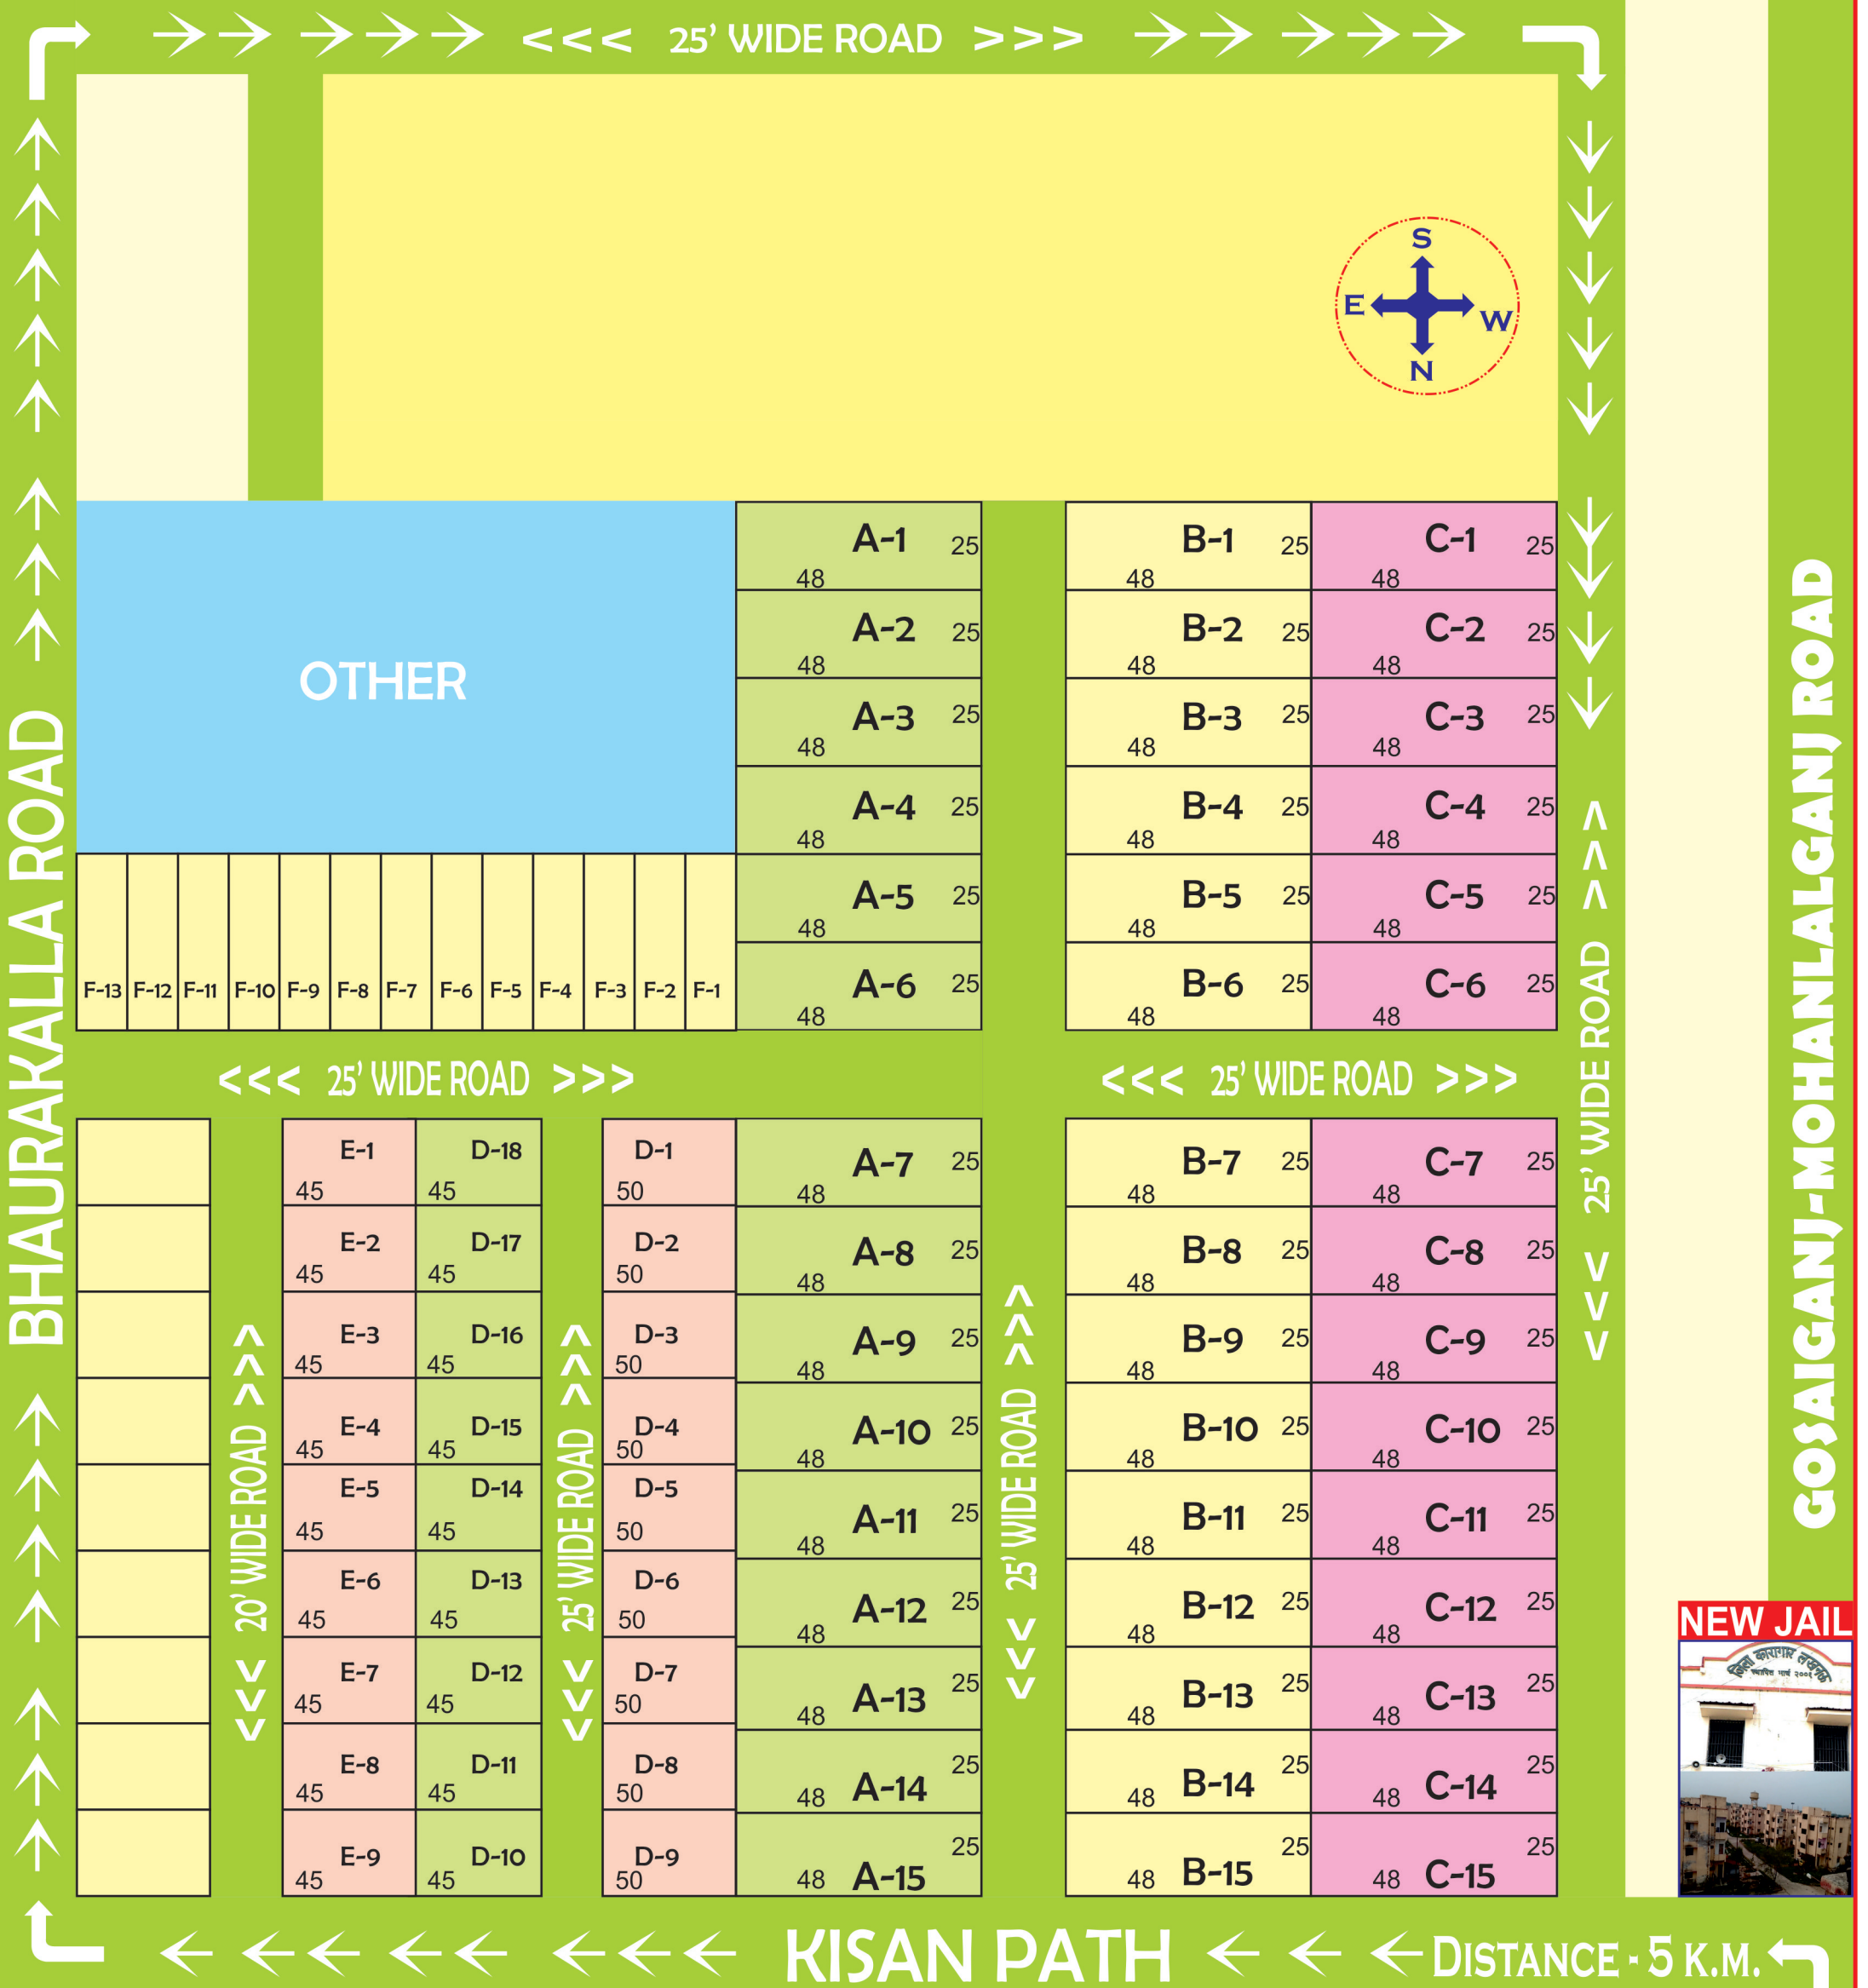 <<< 25' WIDE ROAD >>>
S
E
W
N
A-1 25
48
B-1 25
48
C-1 25
48
A-2 25
48
B-2 25
48
C-2 25
48
OTHER
A-3 25
48
B-3 25
48
C-3 25
48
A-4 25
48
B-4 25
48
C-4 25
48
A-5 25
48
B-5 25
48
C-5 25
48
F-13 F-12 F-11 F-10 F-9 F-8 F-7 F-6 F-5 F-4 F-3 F-2 F-1
A-6 25
48
B-6 25
48
C-6 25
48
BHAURAKALLA ROAD
<<< 25' WIDE ROAD >>>
<<< 25' WIDE ROAD >>>
<<< 25' WIDE ROAD >>>
GOSAIGANJ-MOHANLALGANJ ROAD
E-1
45
D-18
45
D-1
50
A-7 25
48
B-7 25
48
C-7 25
48
E-2
45
D-17
45
D-2
50
A-8 25
48
B-8 25
48
C-8 25
48
E-3
45
D-16
45
D-3
50
A-9 25
48
B-9 25
48
C-9 25
48
E-4
45
D-15
45
D-4
50
A-10 25
48
B-10 25
48
C-10 25
48
<<< 20' WIDE ROAD >>>
<<< 25' WIDE ROAD >>>
<<< 25' WIDE ROAD >>>
E-5
45
D-14
45
D-5
50
A-11 25
48
B-11 25
48
C-11 25
48
E-6
45
D-13
45
D-6
50
A-12 25
48
B-12 25
48
C-12 25
48
E-7
45
D-12
45
D-7
50
A-13 25
48
B-13 25
48
C-13 25
48
E-8
45
D-11
45
D-8
50
A-14 25
48
B-14 25
48
C-14 25
48
E-9
45
D-10
45
D-9
50
A-15 25
48
B-15 25
48
C-15 25
48
NEW JAIL
जिला कारागार लखनऊ
स्थापित मार्च २००१
KISAN PATH
DISTANCE - 5 K.M.